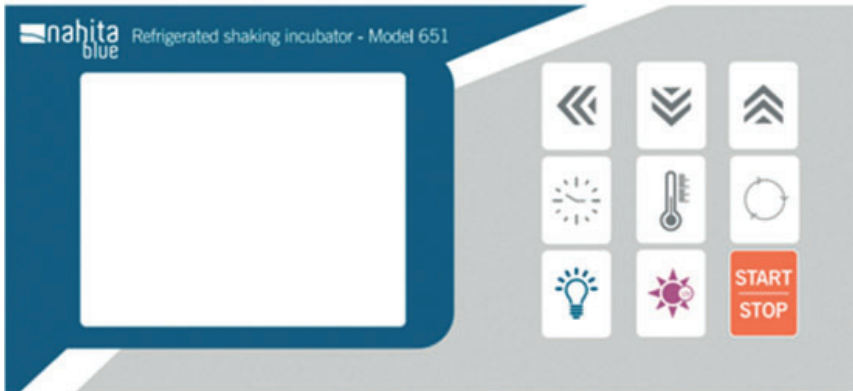 nahita
blue
Refrigerated shaking incubator - Model 651
START
STOP